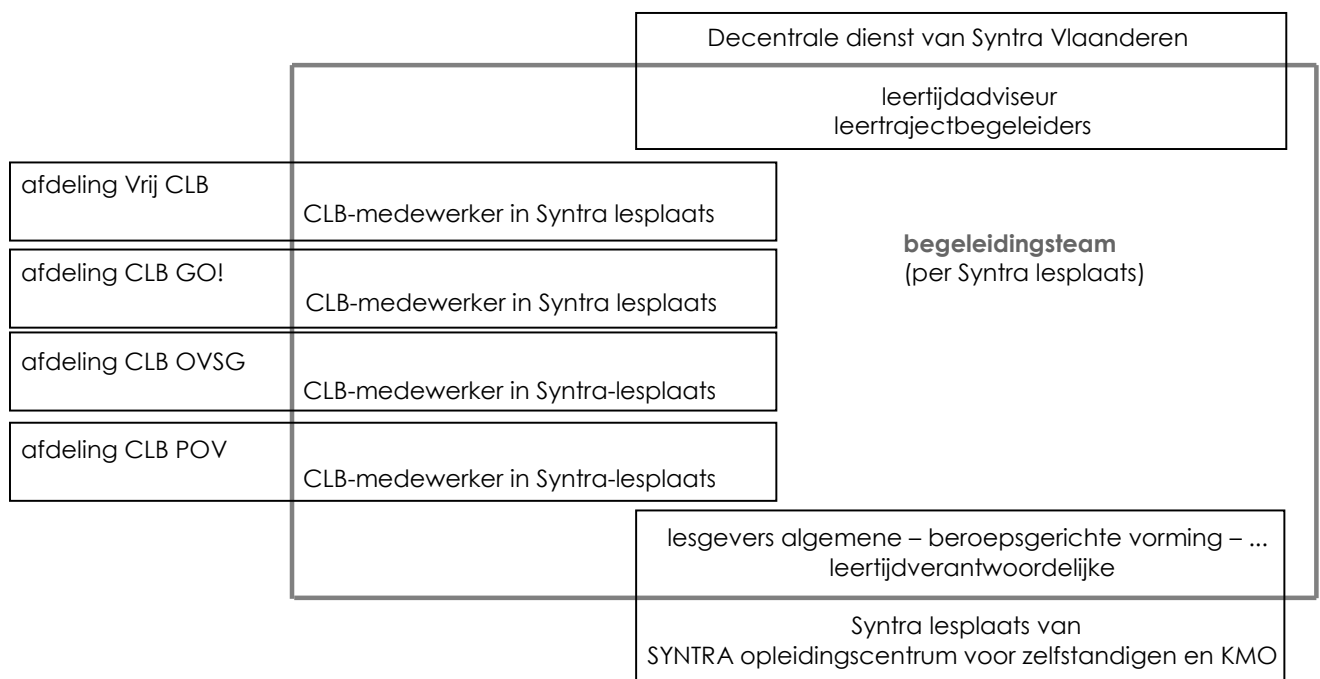 Decentrale dienst van Syntra Vlaanderen
leertijdadviseur
leertrajectbegeleiders
afdeling Vrij CLB
CLB-medewerker in Syntra lesplaats
begeleidingsteam
(per Syntra lesplaats)
afdeling CLB GO!
CLB-medewerker in Syntra lesplaats
afdeling CLB OVSG
CLB-medewerker in Syntra-lesplaats
afdeling CLB POV
CLB-medewerker in Syntra-lesplaats
lesgevers algemene – beroepsgerichte vorming – ...
leertijdverantwoordelijke
Syntra lesplaats van
SYNTRA opleidingscentrum voor zelfstandigen en KMO